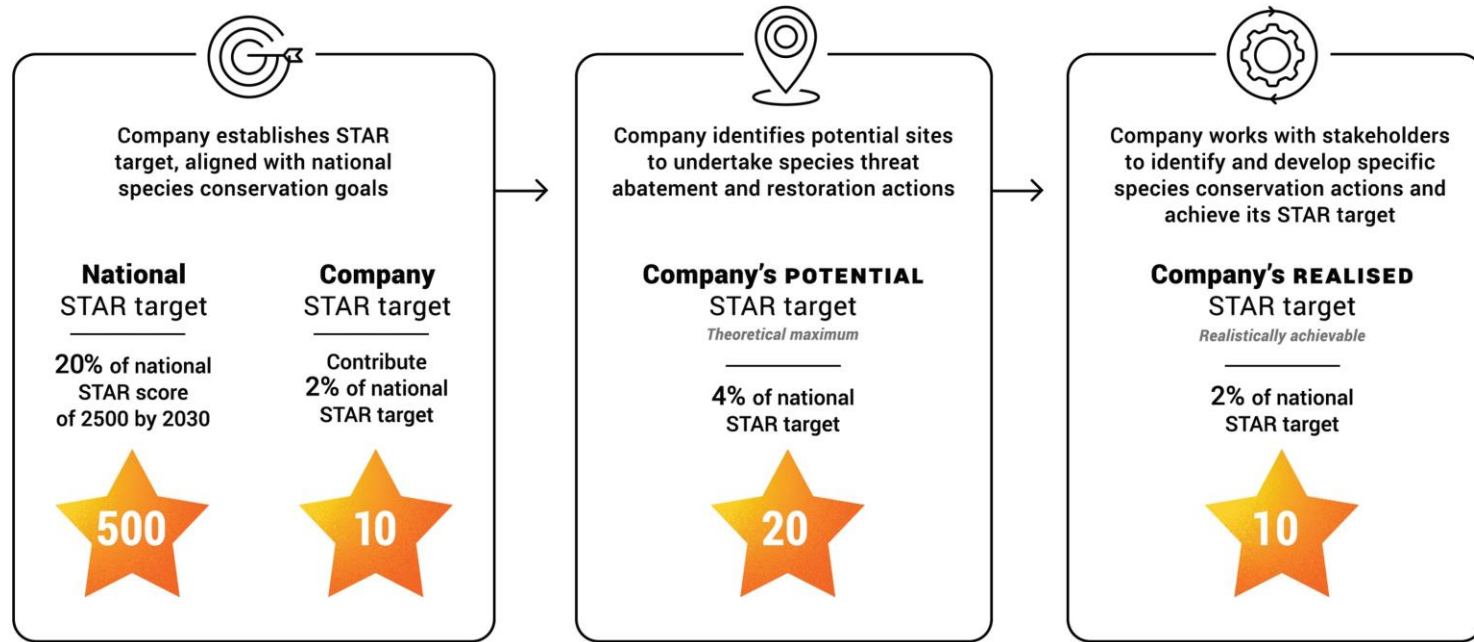 Company establishes STAR
target, aligned with national
species conservation goals
National
STAR target
20% of national
STAR score
of 2500 by 2030
500
Company
STAR target
Contribute
2% of national
STAR target
10
Company identifies potential sites
to undertake species threat
abatement and restoration actions
Company's POTENTIAL
STAR target
Theoretical maximum
4% of national
STAR target
20
Company works with stakeholders
to identify and develop specific
species conservation actions and
achieve its STAR target
Company's REALISED
STAR target
Realistically achievable
2% of national
STAR target
10